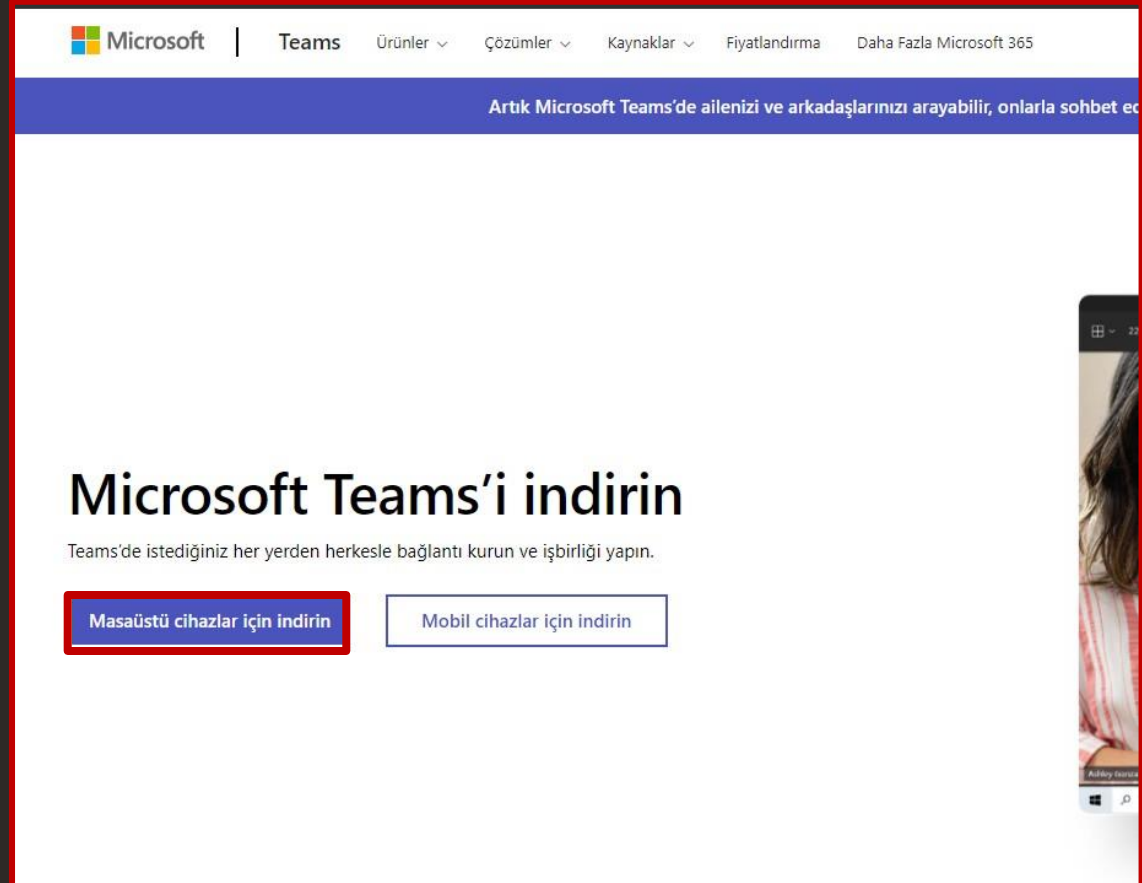 Microsoft | Teams Ürünler Çözümler Kaynaklar Fiyatlandırma Daha Fazla Microsoft 365
Artık Microsoft Teams'de ailenizi ve arkadaşlarınızı arayabilir, onlarla sohbet
22
Microsoft Teams'i indirin
Teams'de istediğiniz her yerden herkesle bağlantı kurun ve işbirliği yapın.
Masaüstü cihazlar için indirin
Mobil cihazlar için indirin
Ashley